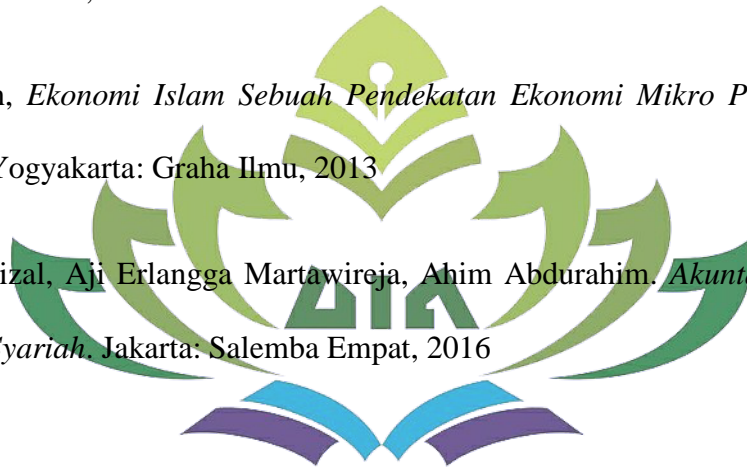 n, Ekonomi Islam Sebuah Pendekatan Ekonomi Mikro P
Yogyakarta: Graha Ilmu, 2013
izal, Aji Erlangga Martawireja, Ahim Abdurahim. Akunt
yariah. Jakarta: Salemba Empat, 2016